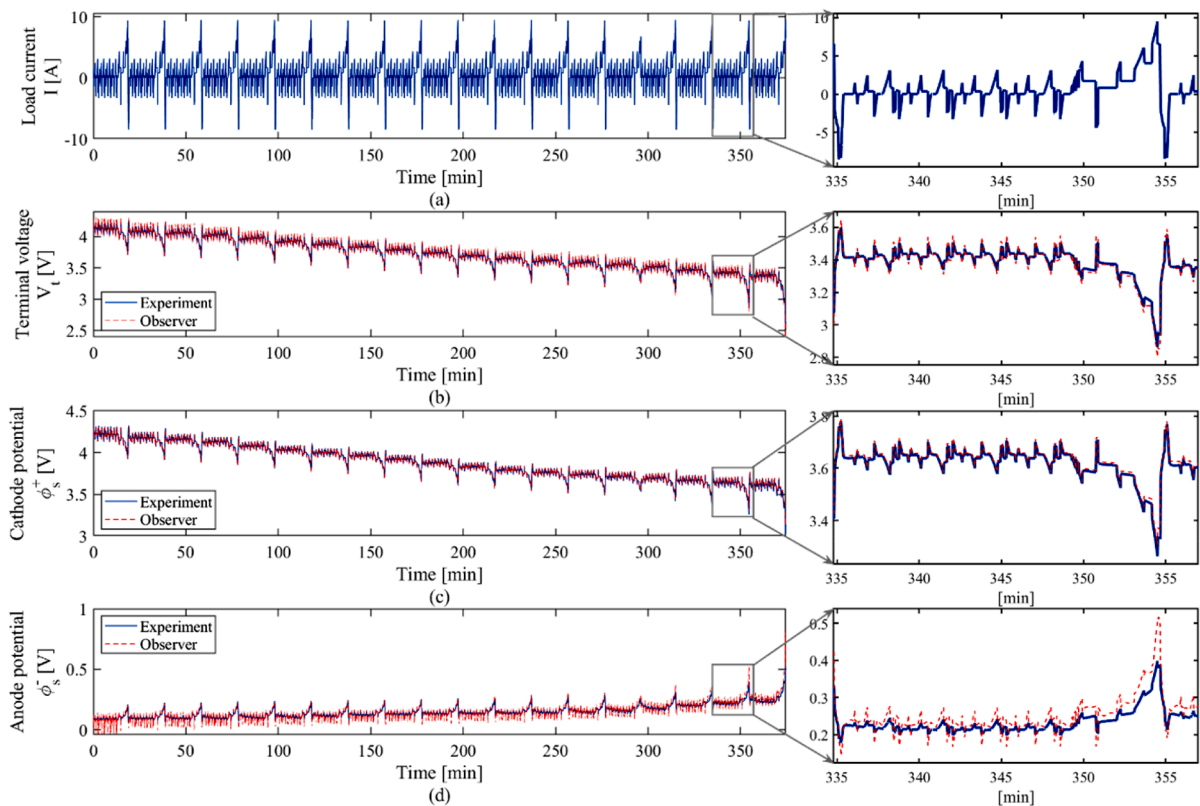 Load current
I [A]
10
0
-10
0 50 100 150 200 250 300 350
Time [min]
(a)
10
5
0
-5
335 340 345 350 355
[min]
Terminal voltage
Vt [V]
4
3.5
3
2.5
Experiment
Observer
0 50 100 150 200 250 300 350
Time [min]
(b)
3.6
3.4
3.2
3
2.8
335 340 345 350 355
[min]
Cathode potential
ϕs+ [V]
4.5
4
3.5
3
Experiment
Observer
0 50 100 150 200 250 300 350
Time [min]
(c)
3.8
3.6
3.4
335 340 345 350 355
[min]
Anode potential
ϕs- [V]
1
0.5
0
Experiment
Observer
0 50 100 150 200 250 300 350
Time [min]
(d)
0.5
0.4
0.3
0.2
335 340 345 350 355
[min]